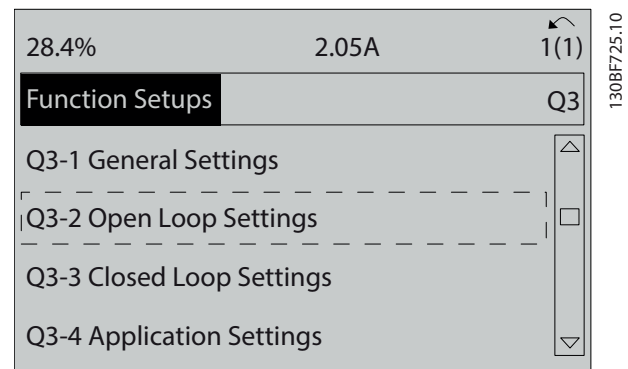 28.4% 2.05A 1(1)
Function Setups Q3
Q3-1 General Settings
Q3-2 Open Loop Settings
Q3-3 Closed Loop Settings
Q3-4 Application Settings
130BF725.10